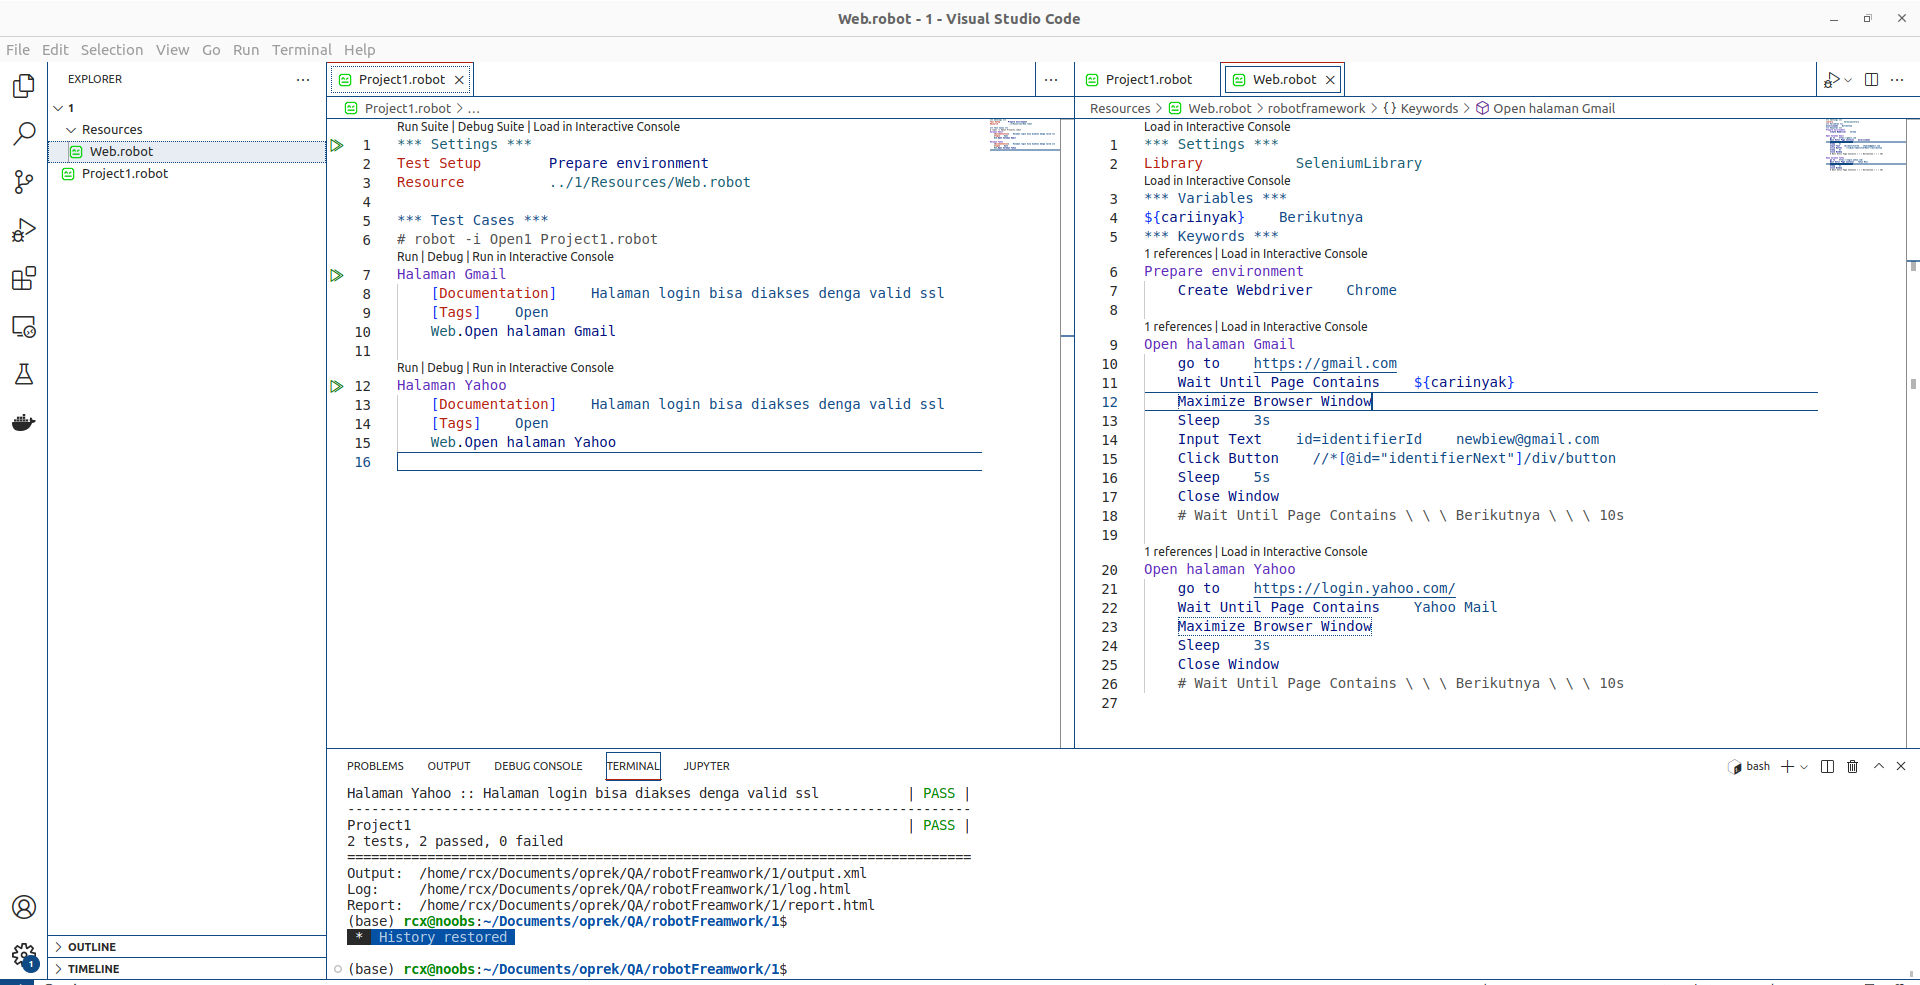 Web.robot - 1 - Visual Studio Code
File Edit Selection View Go Run Terminal Help
EXPLORER
1
Resources
Web.robot
Project1.robot
OUTLINE
TIMELINE
1
Project1.robot
Project1.robot > ...
Run Suite | Debug Suite | Load in Interactive Console
1 *** Settings ***
2 Test Setup        Prepare environment
3 Resource          ../1/Resources/Web.robot
4
5 *** Test Cases ***
6 # robot -i Open1 Project1.robot
Run | Debug | Run in Interactive Console
7 Halaman Gmail
8     [Documentation]    Halaman login bisa diakses denga valid ssl
9     [Tags]    Open
10     Web.Open halaman Gmail
11
Run | Debug | Run in Interactive Console
12 Halaman Yahoo
13     [Documentation]    Halaman login bisa diakses denga valid ssl
14     [Tags]    Open
15     Web.Open halaman Yahoo
16
Project1.robot Web.robot
Resources > Web.robot > robotframework > {} Keywords > Open halaman Gmail
Load in Interactive Console
1 *** Settings ***
2 Library           SeleniumLibrary
Load in Interactive Console
3 *** Variables ***
4 ${cariinyak}    Berikutnya
5 *** Keywords ***
1 references | Load in Interactive Console
6 Prepare environment
7     Create Webdriver    Chrome
8
1 references | Load in Interactive Console
9 Open halaman Gmail
10     go to    https://gmail.com
11     Wait Until Page Contains    ${cariinyak}
12     Maximize Browser Window
13     Sleep    3s
14     Input Text    id=identifierId    newbiew@gmail.com
15     Click Button    //*[@id="identifierNext"]/div/button
16     Sleep    5s
17     Close Window
18     # Wait Until Page Contains \ \ \ Berikutnya \ \ \ 10s
19
1 references | Load in Interactive Console
20 Open halaman Yahoo
21     go to    https://login.yahoo.com/
22     Wait Until Page Contains    Yahoo Mail
23     Maximize Browser Window
24     Sleep    3s
25     Close Window
26     # Wait Until Page Contains \ \ \ Berikutnya \ \ \ 10s
27
PROBLEMS OUTPUT DEBUG CONSOLE TERMINAL JUPYTER
bash
Halaman Yahoo :: Halaman login bisa diakses denga valid ssl           | PASS |
------------------------------------------------------------------------------
Project1                                                              | PASS |
2 tests, 2 passed, 0 failed
==============================================================================
Output:  /home/rcx/Documents/oprek/QA/robotFreamwork/1/output.xml
Log:     /home/rcx/Documents/oprek/QA/robotFreamwork/1/log.html
Report:  /home/rcx/Documents/oprek/QA/robotFreamwork/1/report.html
(base) rcx@noobs:~/Documents/oprek/QA/robotFreamwork/1$
* History restored
(base) rcx@noobs:~/Documents/oprek/QA/robotFreamwork/1$